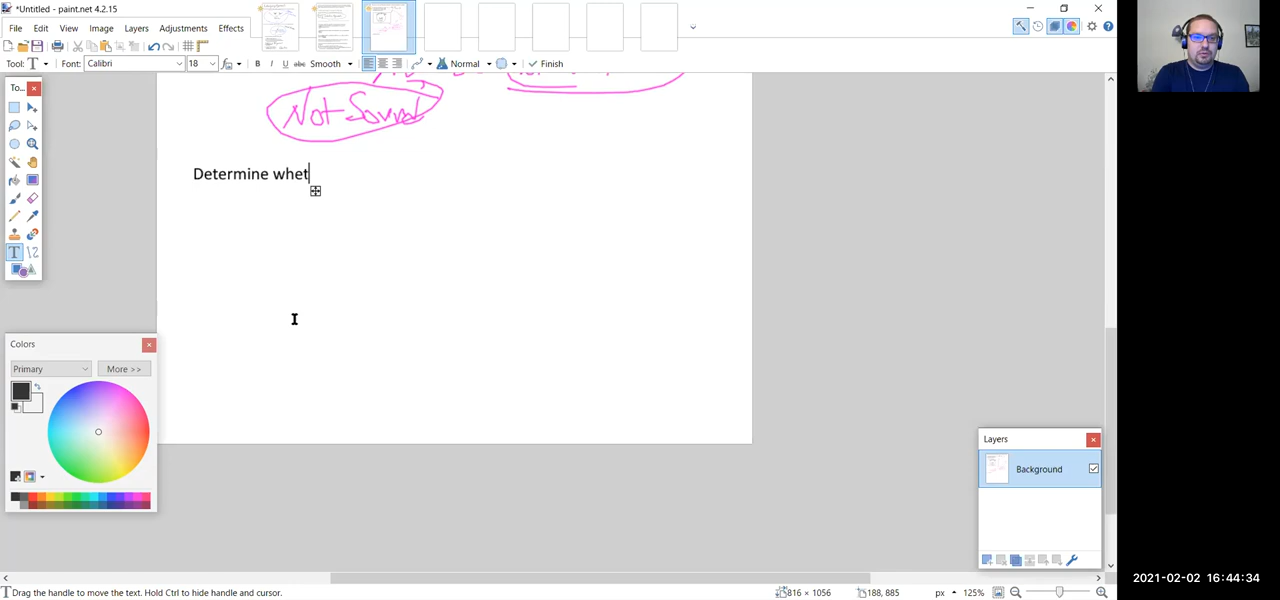 *Untitled - paint.net 4.2.15
File Edit View Image Layers Adjustments Effects
Tool: T Font: Calibri 18 B I U abc Smooth Normal Finish
To...
Not Sound
Determine whet
Colors
Primary More >>
Layers
Background
Drag the handle to move the text. Hold Ctrl to hide handle and cursor. 816 × 1056 188, 885 px 125%
2021-02-02 16:44:34